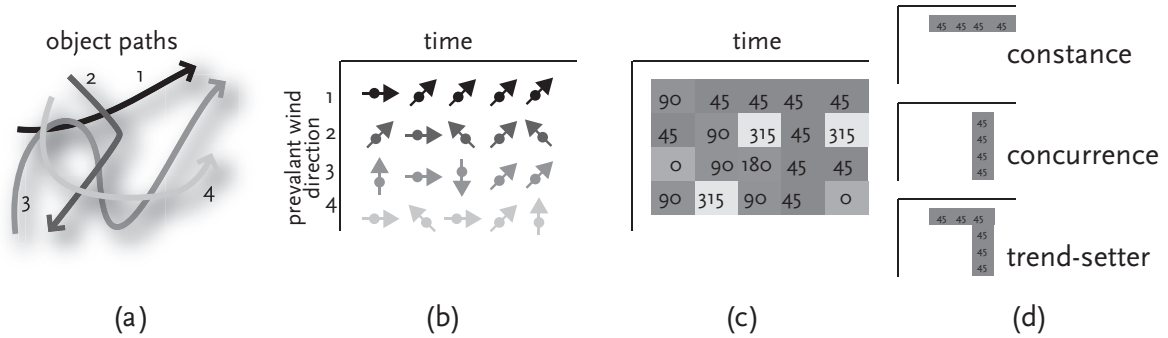 object paths
1
2
3
4
(a)
time
prevalant wind
direction
1
2
3
4
(b)
time
90 45 45 45 45
45 90 315 45 315
0 90 180 45 45
90 315 90 45 0
(c)
45 45 45 45
constance
45
45
45
45
concurrence
45 45 45
45
45
45
trend-setter
(d)